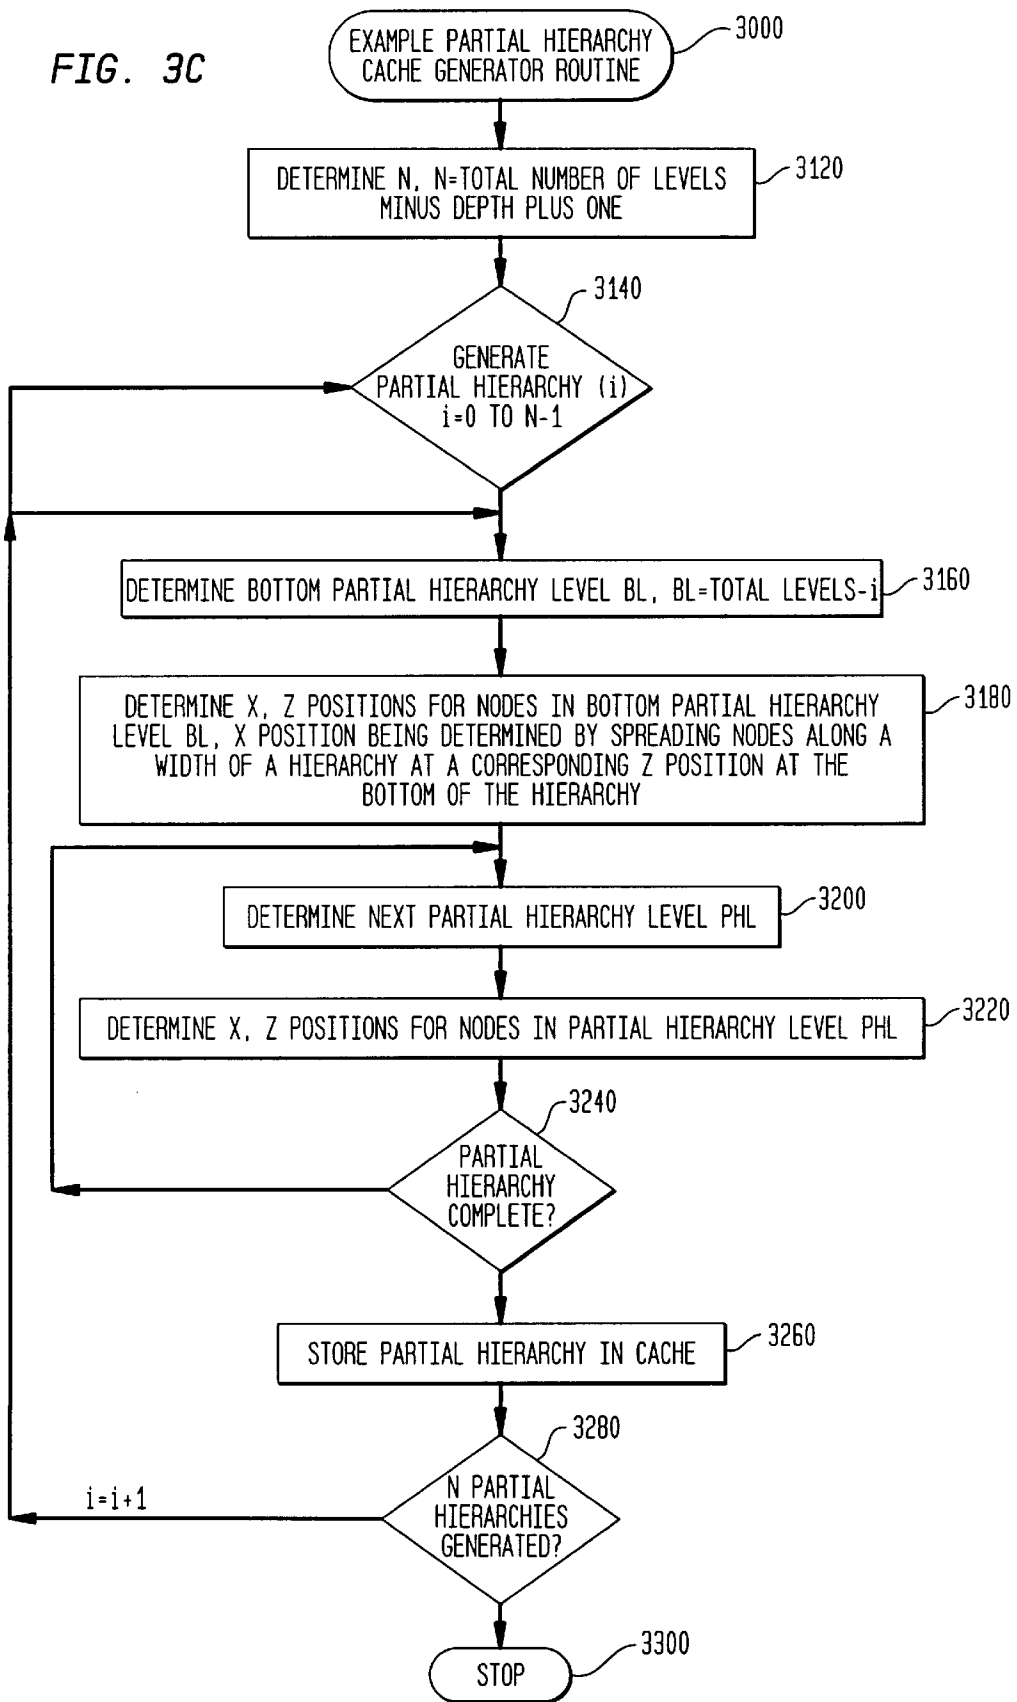 FIG. 3C
EXAMPLE PARTIAL HIERARCHY
CACHE GENERATOR ROUTINE
3000
DETERMINE N, N=TOTAL NUMBER OF LEVELS
MINUS DEPTH PLUS ONE
3120
3140
GENERATE
PARTIAL HIERARCHY (i)
i=0 TO N-1
DETERMINE BOTTOM PARTIAL HIERARCHY LEVEL BL, BL=TOTAL LEVELS-i
3160
DETERMINE X, Z POSITIONS FOR NODES IN BOTTOM PARTIAL HIERARCHY
LEVEL BL, X POSITION BEING DETERMINED BY SPREADING NODES ALONG A
WIDTH OF A HIERARCHY AT A CORRESPONDING Z POSITION AT THE
BOTTOM OF THE HIERARCHY
3180
DETERMINE NEXT PARTIAL HIERARCHY LEVEL PHL
3200
DETERMINE X, Z POSITIONS FOR NODES IN PARTIAL HIERARCHY LEVEL PHL
3220
3240
PARTIAL
HIERARCHY
COMPLETE?
STORE PARTIAL HIERARCHY IN CACHE
3260
3280
N PARTIAL
HIERARCHIES
GENERATED?
i=i+1
STOP
3300